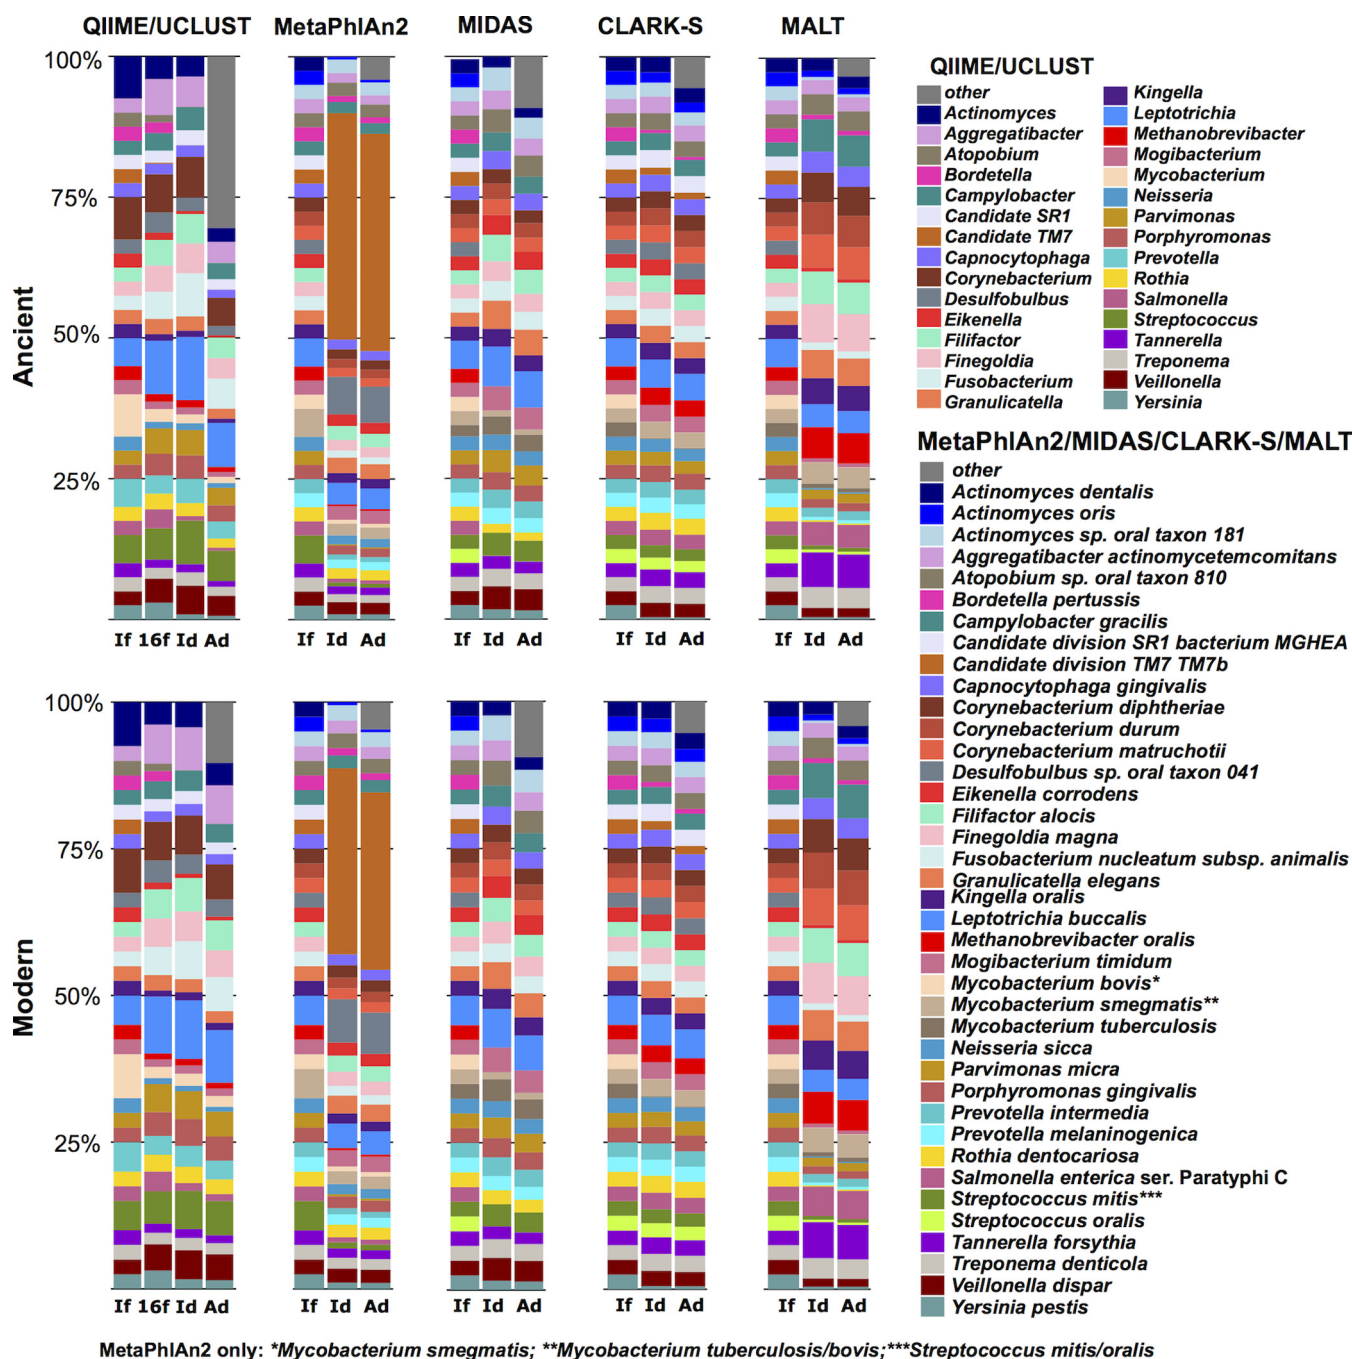 QIIME/UCLUST
MetaPhlAn2
MIDAS
CLARK-S
MALT
100%
75%
50%
25%
Ancient
If 16f Id Ad
If Id Ad
If Id Ad
If Id Ad
If Id Ad
100%
75%
50%
25%
Modern
If 16f Id Ad
If Id Ad
If Id Ad
If Id Ad
If Id Ad
QIIME/UCLUST
other
Actinomyces
Aggregatibacter
Atopobium
Bordetella
Campylobacter
Candidate SR1
Candidate TM7
Capnocytophaga
Corynebacterium
Desulfobulbus
Eikenella
Filifactor
Finegoldia
Fusobacterium
Granulicatella
Kingella
Leptotrichia
Methanobrevibacter
Mogibacterium
Mycobacterium
Neisseria
Parvimonas
Porphyromonas
Prevotella
Rothia
Salmonella
Streptococcus
Tannerella
Treponema
Veillonella
Yersinia
MetaPhlAn2/MIDAS/CLARK-S/MALT
other
Actinomyces dentalis
Actinomyces oris
Actinomyces sp. oral taxon 181
Aggregatibacter actinomycetemcomitans
Atopobium sp. oral taxon 810
Bordetella pertussis
Campylobacter gracilis
Candidate division SR1 bacterium MGHEA
Candidate division TM7 TM7b
Capnocytophaga gingivalis
Corynebacterium diphtheriae
Corynebacterium durum
Corynebacterium matruchotii
Desulfobulbus sp. oral taxon 041
Eikenella corrodens
Filifactor alocis
Finegoldia magna
Fusobacterium nucleatum subsp. animalis
Granulicatella elegans
Kingella oralis
Leptotrichia buccalis
Methanobrevibacter oralis
Mogibacterium timidum
Mycobacterium bovis*
Mycobacterium smegmatis**
Mycobacterium tuberculosis
Neisseria sicca
Parvimonas micra
Porphyromonas gingivalis
Prevotella intermedia
Prevotella melaninogenica
Rothia dentocariosa
Salmonella enterica ser. Paratyphi C
Streptococcus mitis***
Streptococcus oralis
Tannerella forsythia
Treponema denticola
Veillonella dispar
Yersinia pestis
MetaPhlAn2 only: *Mycobacterium smegmatis; **Mycobacterium tuberculosis/bovis;***Streptococcus mitis/oralis